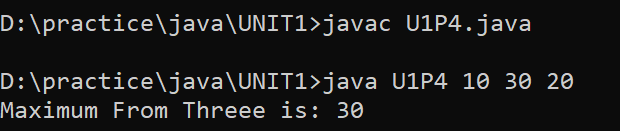 D:\practice\java\UNIT1>javac U1P4.java
D:\practice\java\UNIT1>java U1P4 10 30 20
Maximum From Threee is: 30